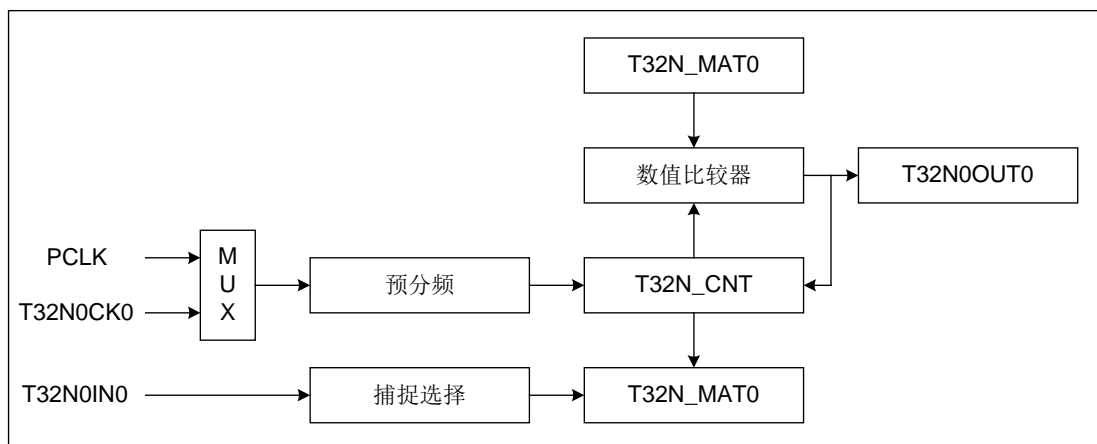 T32N_MAT0
数值比较器
T32N0OUT0
PCLK
M
U
X
预分频
T32N_CNT
T32N0CK0
T32N0IN0
捕捉选择
T32N_MAT0